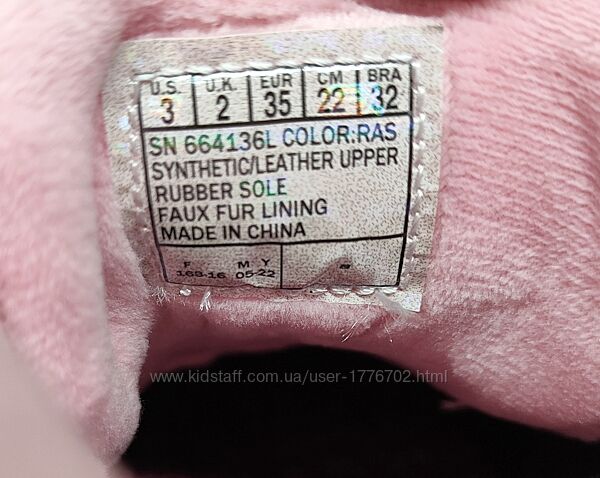 U.S. U.K. EUR CM BRA
3 2 35 22 32
SN 664136L COLOR:RAS
SYNTHETIC/LEATHER UPPER
RUBBER SOLE
FAUX FUR LINING
MADE IN CHINA
F M Y
163-16 05-22
www.kidstaff.com.ua/user-1776702.html